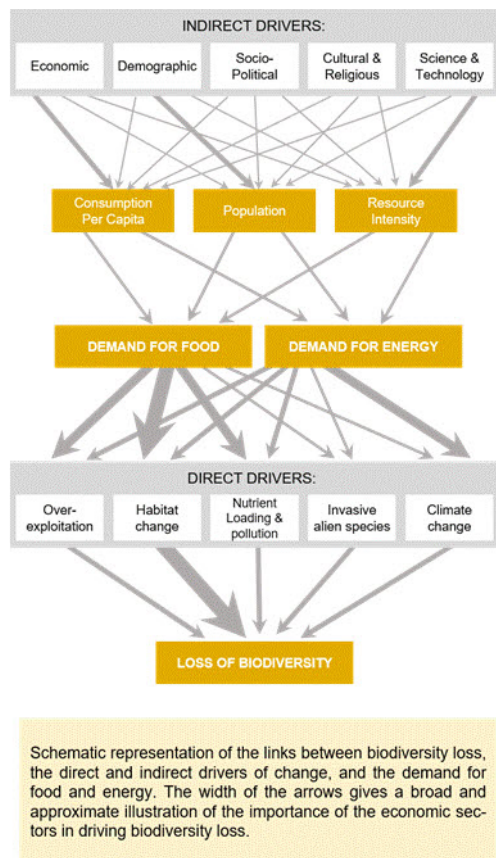 INDIRECT DRIVERS:
Economic
Demographic
Socio-
Political
Cultural &
Religious
Science &
Technology
Consumption
Per Capita
Population
Resource
Intensity
DEMAND FOR FOOD
DEMAND FOR ENERGY
DIRECT DRIVERS:
Over-
exploitation
Habitat
change
Nutrient
Loading &
pollution
Invasive
alien species
Climate
change
LOSS OF BIODIVERSITY
Schematic representation of the links between biodiversity loss,
the direct and indirect drivers of change, and the demand for
food and energy. The width of the arrows gives a broad and
approximate illustration of the importance of the economic sec-
tors in driving biodiversity loss.